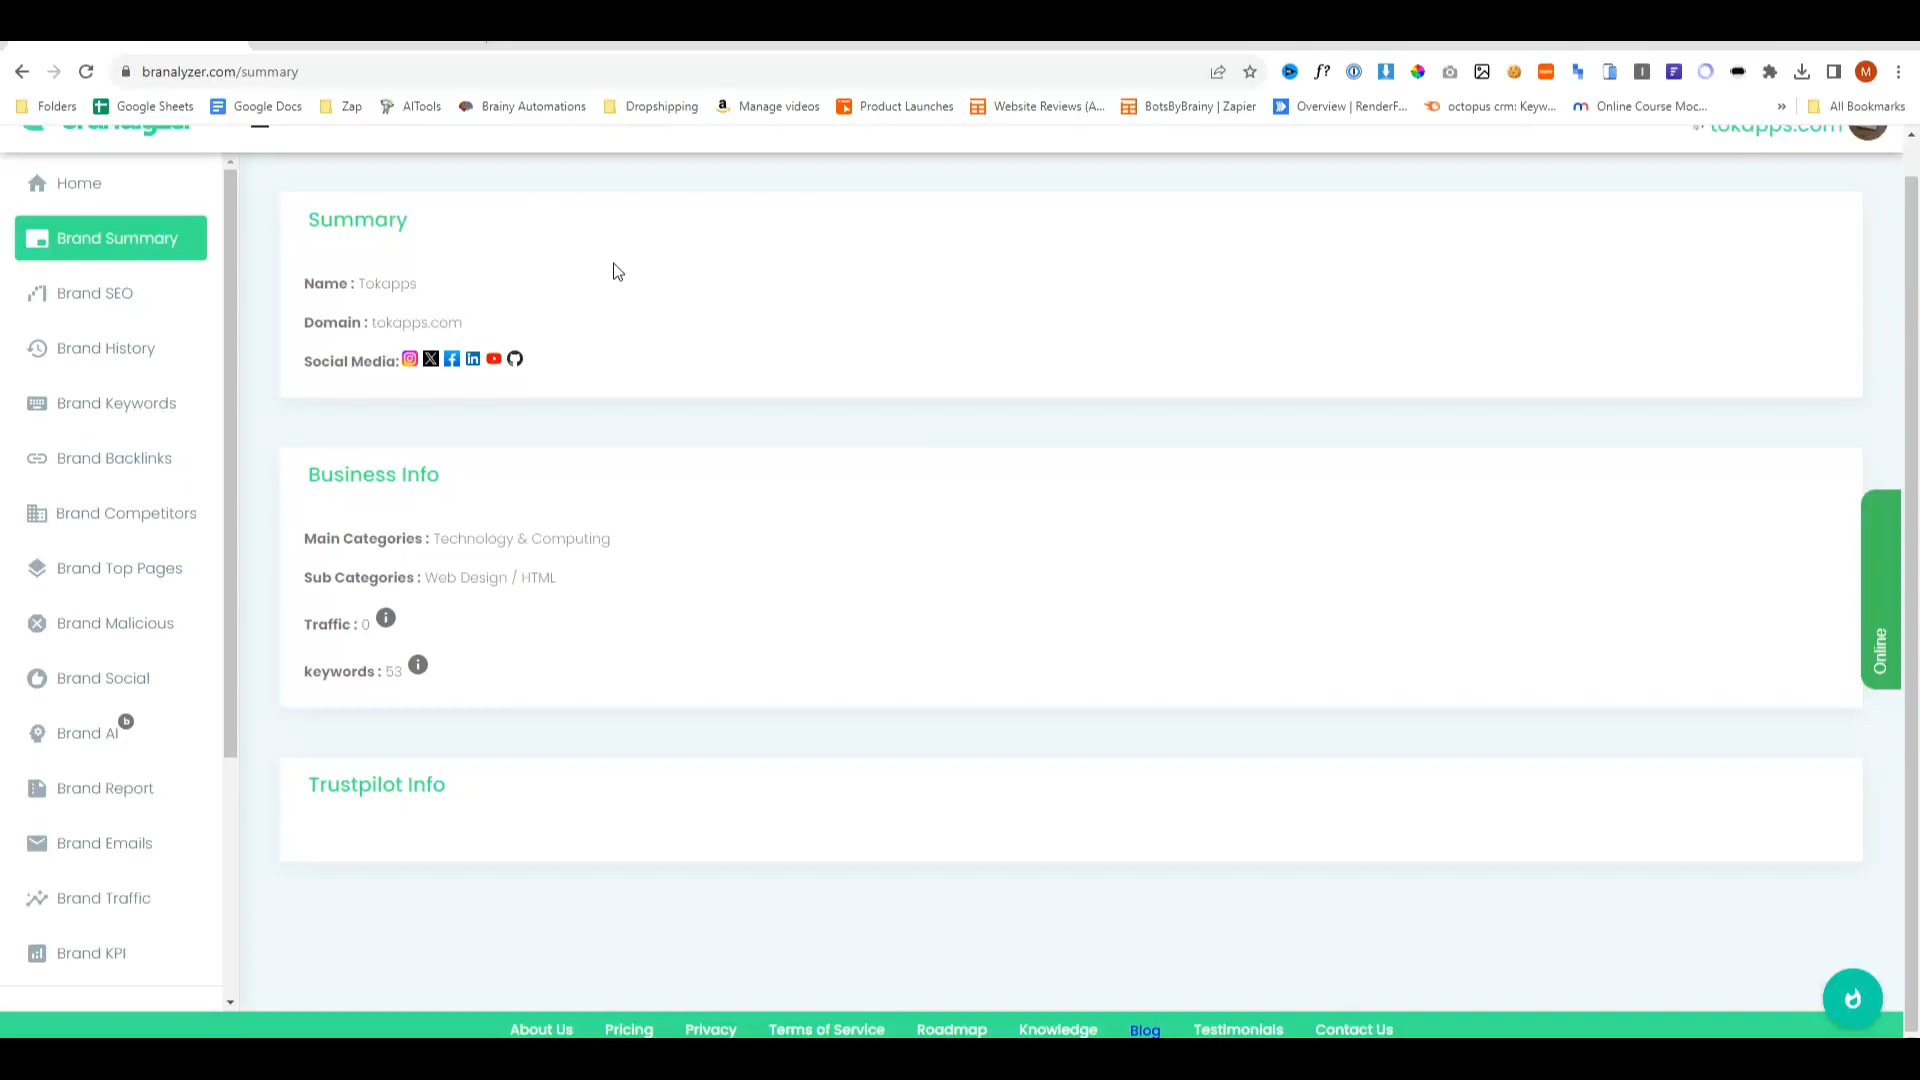 branalyzer.com/summary
M
Folders
Google Sheets
Google Docs
Zap
AITools
Brainy Automations
Dropshipping
Manage videos
Product Launches
Website Reviews (A...
BotsByBrainy | Zapier
Overview | RenderF...
octopus crm: Keyw...
Online Course Moc...
»
All Bookmarks
Branalyzer
tokapps.com
Home
Brand Summary
Brand SEO
Brand History
Brand Keywords
Brand Backlinks
Brand Competitors
Brand Top Pages
Brand Malicious
Brand Social
Brand AI
b
Brand Report
Brand Emails
Brand Traffic
Brand KPI
Summary
Name : Tokapps
Domain : tokapps.com
Social Media:
Business Info
Main Categories : Technology & Computing
Sub Categories : Web Design / HTML
Traffic : 0
keywords : 53
Trustpilot Info
Online
About Us
Pricing
Privacy
Terms of Service
Roadmap
Knowledge
Blog
Testimonials
Contact Us